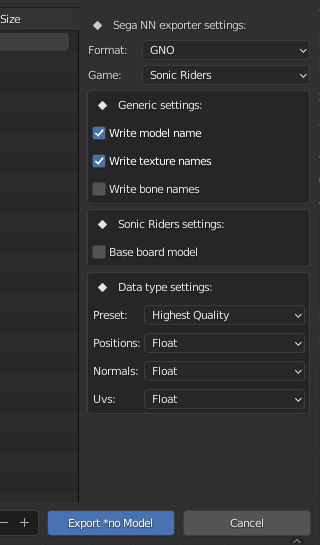 Size
Sega NN exporter settings:
Format: GNO
Game: Sonic Riders
Generic settings:
Write model name
Write texture names
Write bone names
Sonic Riders settings:
Base board model
Data type settings:
Preset: Highest Quality
Positions: Float
Normals: Float
Uvs: Float
Export *no Model
Cancel